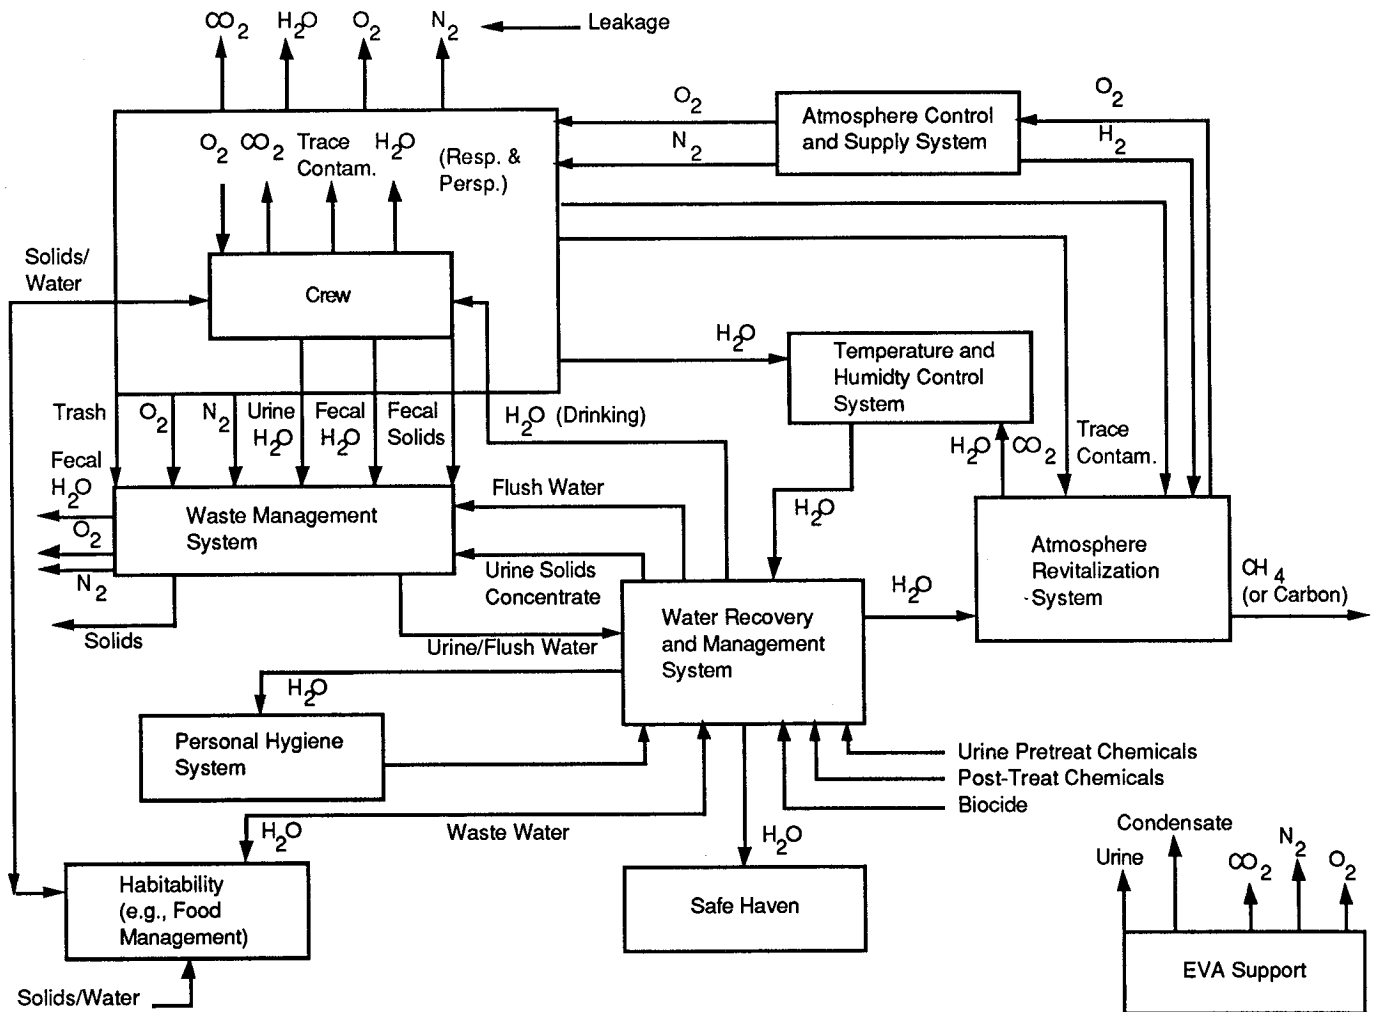 CO2 H2O O2 N2 Leakage
O2 Atmosphere Control
and Supply System O2
N2 H2
O2 CO2 Trace
Contam. H2O (Resp. &
Persp.)
Solids/
Water
Crew
H2O
Temperature and
Humidty Control
System
Trash O2 N2 Urine
H2O Fecal
H2O Fecal
Solids H2O (Drinking)
H2O CO2 Trace
Contam.
Fecal
H2O
O2
N2
Waste Management
System
Flush Water
H2O
Urine Solids
Concentrate
Atmosphere
Revitalization
System
H2O
CH4
(or Carbon)
Water Recovery
and Management
System
Solids
Urine/Flush Water
H2O
Personal Hygiene
System
Urine Pretreat Chemicals
Post-Treat Chemicals
Biocide
H2O Waste Water H2O
Condensate
Urine CO2 N2 O2
Habitability
(e.g., Food
Management)
Safe Haven
EVA Support
Solids/Water